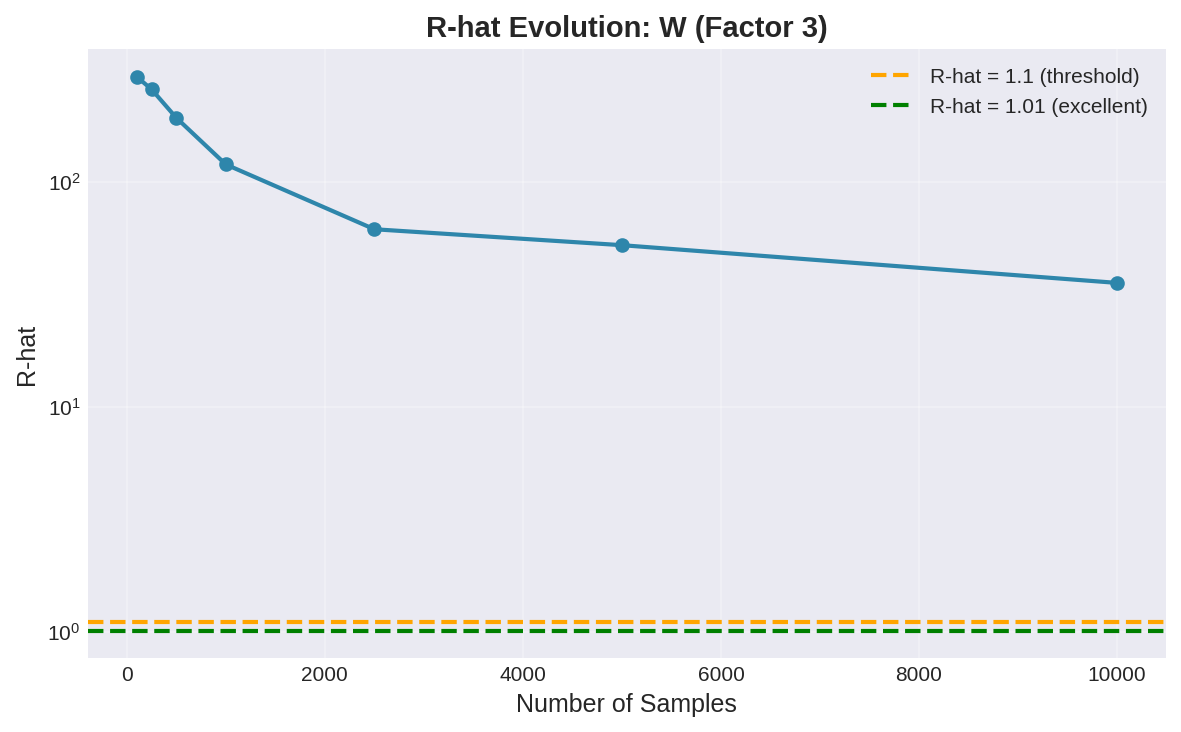 R-hat Evolution: W (Factor 3)
R-hat = 1.1 (threshold)
R-hat = 1.01 (excellent)
10²
10¹
10⁰
R-hat
0 2000 4000 6000 8000 10000
Number of Samples